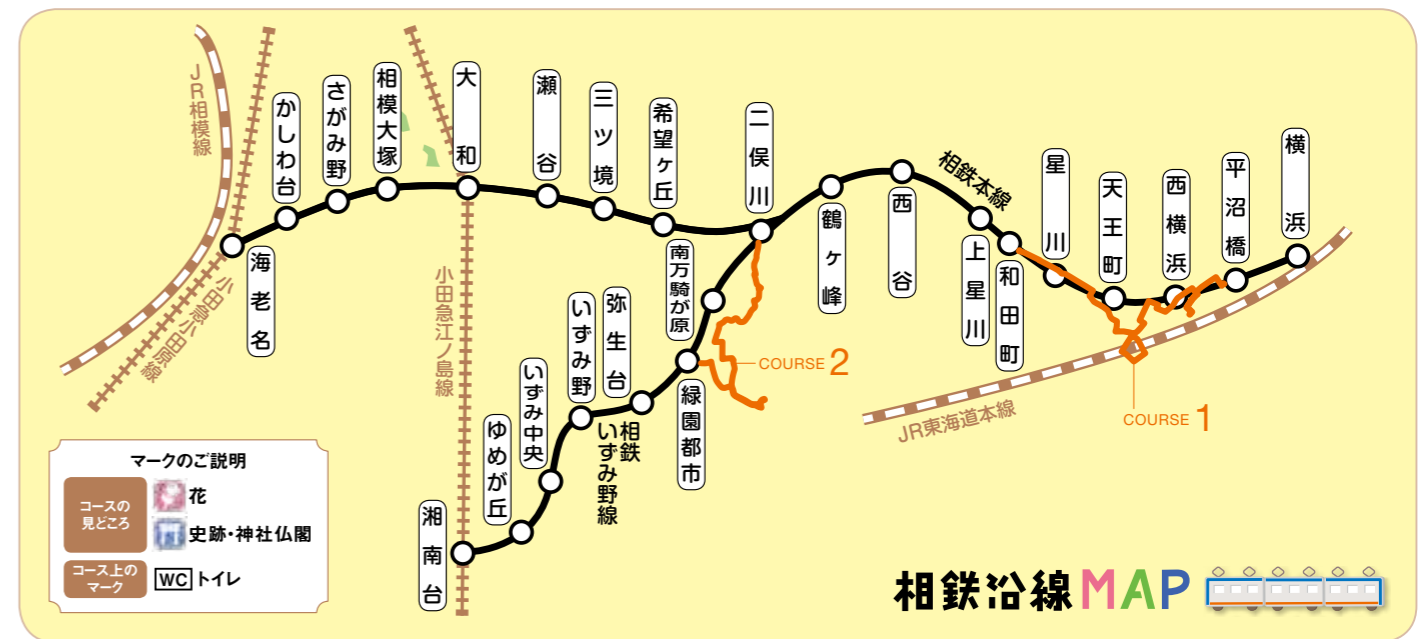 JR相模線
小田急小田原線
小田急江ノ島線
海老名
かしわ台
さがみ野
相模大塚
大和
瀬谷
三ツ境
希望ヶ丘
二俣川
鶴ヶ峰
西谷
相鉄本線
上星川
和田町
星川
天王町
西横浜
平沼橋
横浜
JR東海道本線
COURSE 1
南万騎が原
COURSE 2
緑園都市
弥生台
いずみ野
相鉄
いずみ野線
いずみ中央
ゆめが丘
湘南台
マークのご説明
コースの
見どころ
花
史跡・神社仏閣
コース上の
マーク
WC トイレ
相鉄沿線MAP